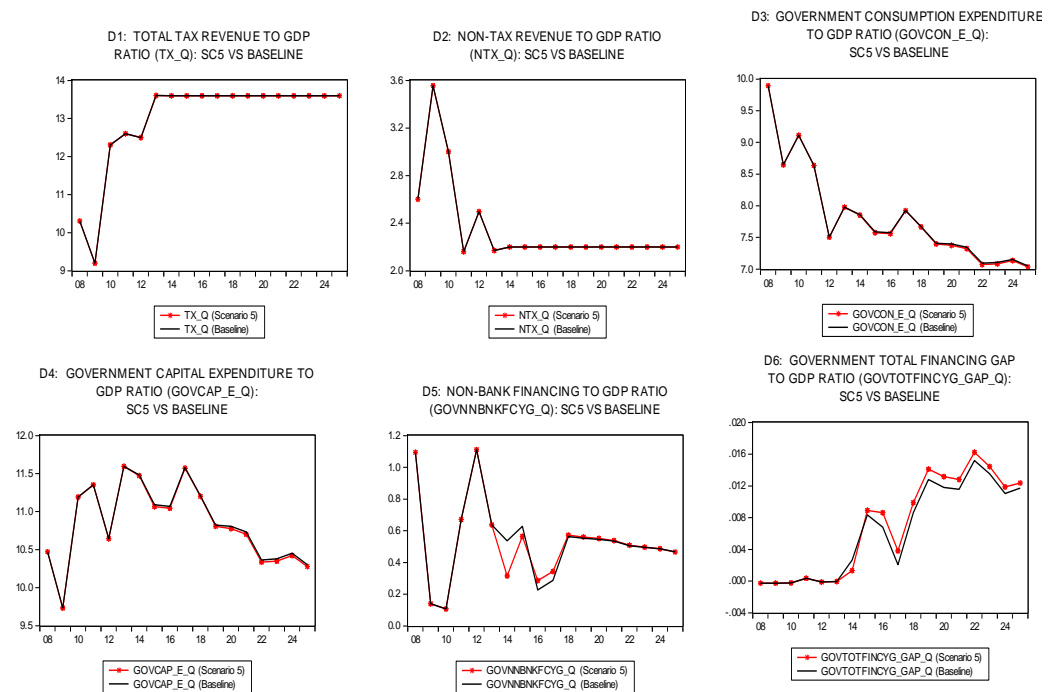 D1: TOTAL TAX REVENUE TO GDP
RATIO (TX_Q): SC5 VS BASELINE
14
13
12
11
10
9
08 10 12 14 16 18 20 22 24
TX_Q (Scenario 5)
TX_Q (Baseline)
D2: NON-TAX REVENUE TO GDP RATIO
(NTX_Q): SC5 VS BASELINE
3.6
3.2
2.8
2.4
2.0
08 10 12 14 16 18 20 22 24
NTX_Q (Scenario 5)
NTX_Q (Baseline)
D3: GOVERNMENT CONSUMPTION EXPENDITURE
TO GDP RATIO (GOVCON_E_Q):
SC5 VS BASELINE
10.0
9.5
9.0
8.5
8.0
7.5
7.0
08 10 12 14 16 18 20 22 24
GOVCON_E_Q (Scenario 5)
GOVCON_E_Q (Baseline)
D4: GOVERNMENT CAPITAL EXPENDITURE TO
GDP RATIO (GOVCAP_E_Q):
SC5 VS BASELINE
12.0
11.5
11.0
10.5
10.0
9.5
08 10 12 14 16 18 20 22 24
GOVCAP_E_Q (Scenario 5)
GOVCAP_E_Q (Baseline)
D5: NON-BANK FINANCING TO GDP RATIO
(GOVNNBNKFCYG_Q): SC5 VS BASELINE
1.2
1.0
0.8
0.6
0.4
0.2
0.0
08 10 12 14 16 18 20 22 24
GOVNNBNKFCYG_Q (Scenario 5)
GOVNNBNKFCYG_Q (Baseline)
D6: GOVERNMENT TOTAL FINANCING GAP
TO GDP RATIO (GOVTOTFINCYG_GAP_Q):
SC5 VS BASELINE
.020
.016
.012
.008
.004
.000
-.004
08 10 12 14 16 18 20 22 24
GOVTOTFINCYG_GAP_Q (Scenario 5)
GOVTOTFINCYG_GAP_Q (Baseline)